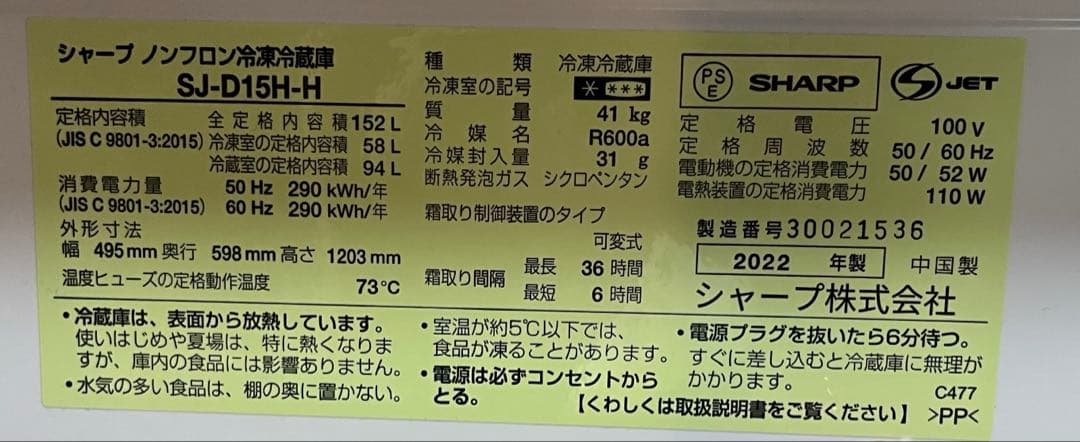 シャープ ノンフロン冷凍冷蔵庫
SJ-D15H-H
定格内容積 全定格内容積 152 L
(JIS C 9801-3:2015) 冷凍室の定格内容積 58 L
冷蔵室の定格内容積 94 L
消費電力量 50 Hz 290 kWh/年
(JIS C 9801-3:2015) 60 Hz 290 kWh/年
外形寸法
幅 495 mm 奥行 598 mm 高さ 1203 mm
温度ヒューズの定格動作温度 73℃
種類 冷凍冷蔵庫
冷凍室の記号 * ***
質量 41 kg
冷媒名 R600a
冷媒封入量 31 g
断熱発泡ガス シクロペンタン
霜取り制御装置のタイプ
可変式
霜取り間隔 最長 36 時間
最短 6 時間
PSE SHARP JET
定格電圧 100 V
定格周波数 50 / 60 Hz
電動機の定格消費電力 50 / 52 W
電熱装置の定格消費電力 110 W
製造番号 30021536
2022 年製 中国製
シャープ株式会社
・冷蔵庫は、表面から放熱しています。
使いはじめや夏場は、特に熱くなりま
すが、庫内の食品には影響ありません。
・水気の多い食品は、棚の奥に置かない。
・室温が約5℃以下では、
食品が凍ることがあります。
・電源は必ずコンセントから
とる。
・電源プラグを抜いたら6分待つ。
すぐに差し込むと冷蔵庫に無理が
かかります。
C477
【くわしくは取扱説明書をご覧ください】 >PP<